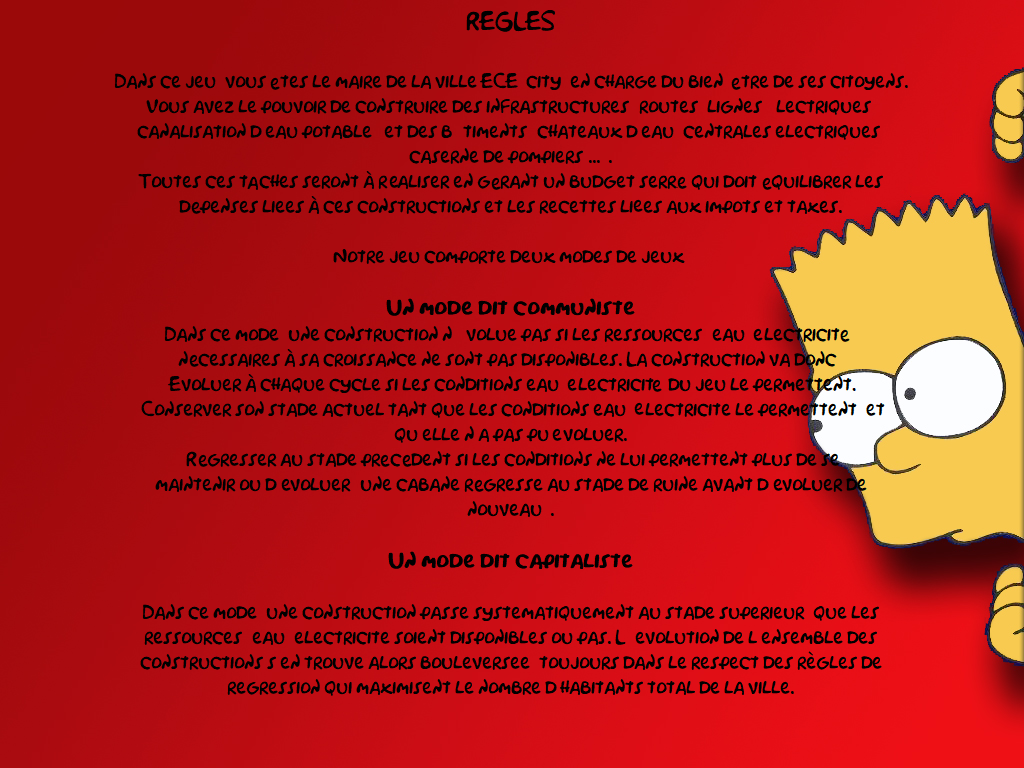 REGLES
DANS CE JEU VOUS ETES LE MAIRE DE LA VILLE ECE CITY EN CHARGE DU BIEN ETRE DE SES CITOYENS.
VOUS AVEZ LE POUVOIR DE CONSTRUIRE DES INFRASTRUCTURES ROUTES LIGNES LECTRIQUES
CANALISATION D EAU POTABLE ET DES B TIMENTS CHATEAUX D EAU CENTRALES ELECTRIQUES
CASERNE DE POMPIERS ... .
TOUTES CES TACHES SERONT À REALISER EN GERANT UN BUDGET SERRE QUI DOIT EQUILIBRER LES
DEPENSES LIEES À CES CONSTRUCTIONS ET LES RECETTES LIEES AUX IMPOTS ET TAXES.
NOTRE JEU COMPORTE DEUX MODES DE JEUX
UN MODE DIT COMMUNISTE
DANS CE MODE UNE CONSTRUCTION N VOLUE PAS SI LES RESSOURCES EAU ELECTRICITE
NECESSAIRES À SA CROISSANCE NE SONT PAS DISPONIBLES. LA CONSTRUCTION VA DONC
EVOLUER À CHAQUE CYCLE SI LES CONDITIONS EAU ELECTRICITE DU JEU LE PERMETTENT.
CONSERVER SON STADE ACTUEL TANT QUE LES CONDITIONS EAU ELECTRICITE LE PERMETTENT ET
QU ELLE N A PAS PU EVOLUER.
REGRESSER AU STADE PRECEDENT SI LES CONDITIONS NE LUI PERMETTENT PLUS DE SE
MAINTENIR OU D EVOLUER UNE CABANE REGRESSE AU STADE DE RUINE AVANT D EVOLUER DE
NOUVEAU .
UN MODE DIT CAPITALISTE
DANS CE MODE UNE CONSTRUCTION PASSE SYSTEMATIQUEMENT AU STADE SUPERIEUR QUE LES
RESSOURCES EAU ELECTRICITE SOIENT DISPONIBLES OU PAS. L EVOLUTION DE L ENSEMBLE DES
CONSTRUCTIONS S EN TROUVE ALORS BOULEVERSEE TOUJOURS DANS LE RESPECT DES RÈGLES DE
REGRESSION QUI MAXIMISENT LE NOMBRE D HABITANTS TOTAL DE LA VILLE.